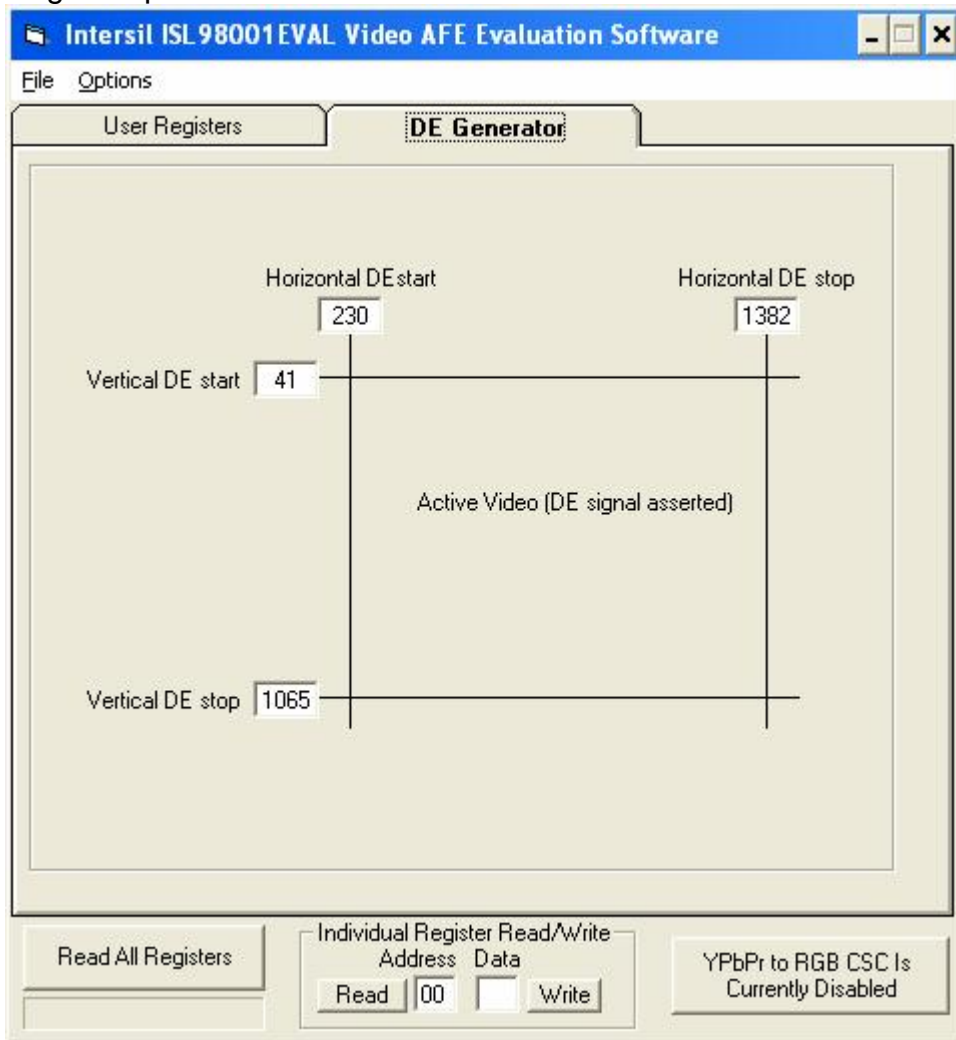 Intersil ISL98001EVAL Video AFE Evaluation Software
File Options
User Registers DE Generator
Horizontal DE start Horizontal DE stop
230 1382
Vertical DE start 41
Active Video (DE signal asserted)
Vertical DE stop 1065
Read All Registers
Individual Register Read/Write
Address Data
Read 00 Write
YPbPr to RGB CSC Is
Currently Disabled